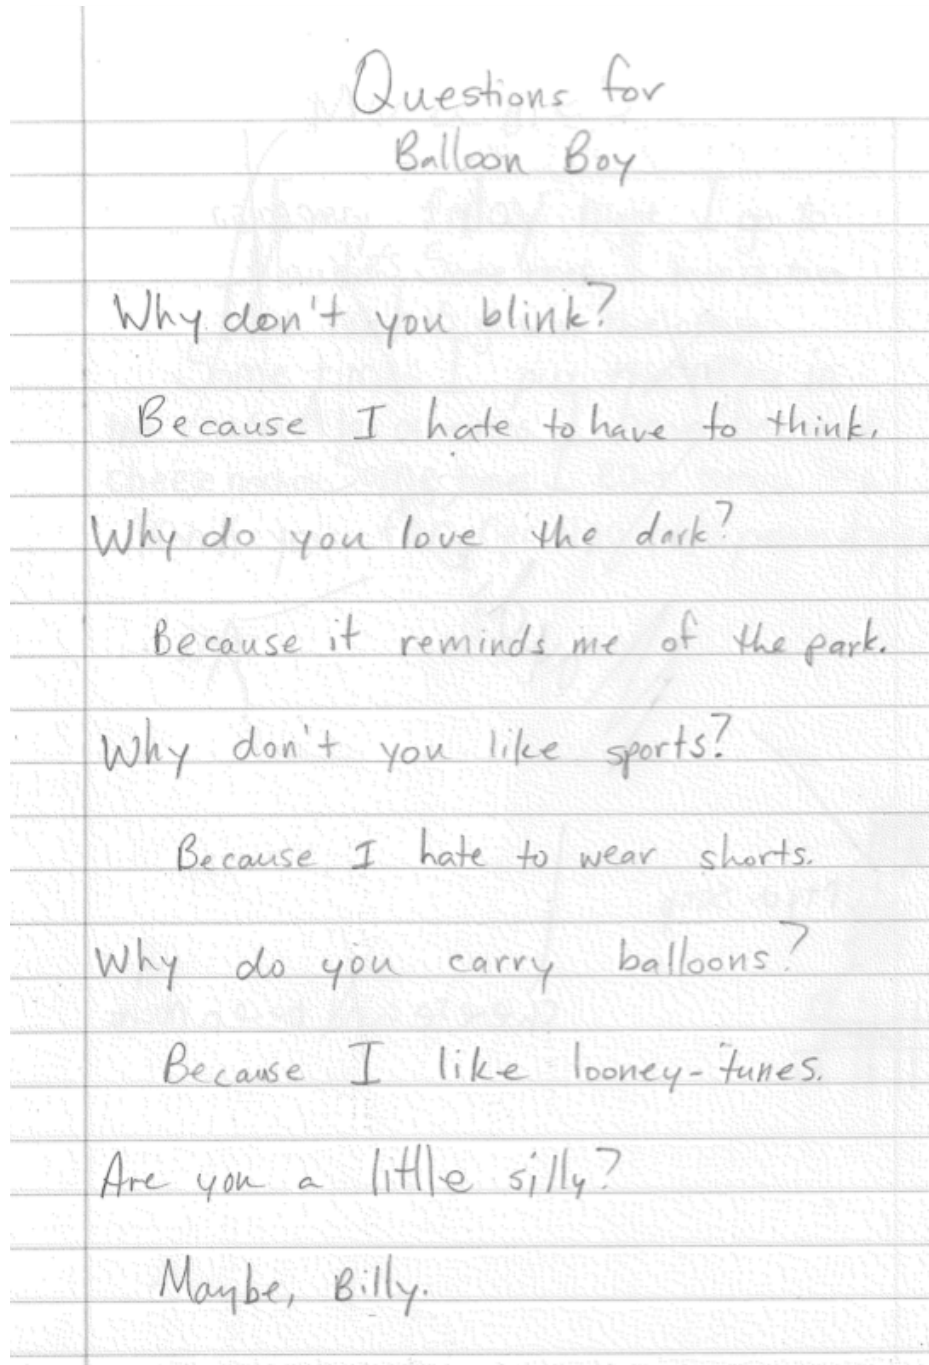 Questions for
Balloon Boy
Why don't you blink?
Because I hate to have to think.
Why do you love the dark?
Because it reminds me of the park.
Why don't you like sports?
Because I hate to wear shorts.
Why do you carry balloons?
Because I like looney-tunes.
Are you a little silly?
Maybe, Billy.